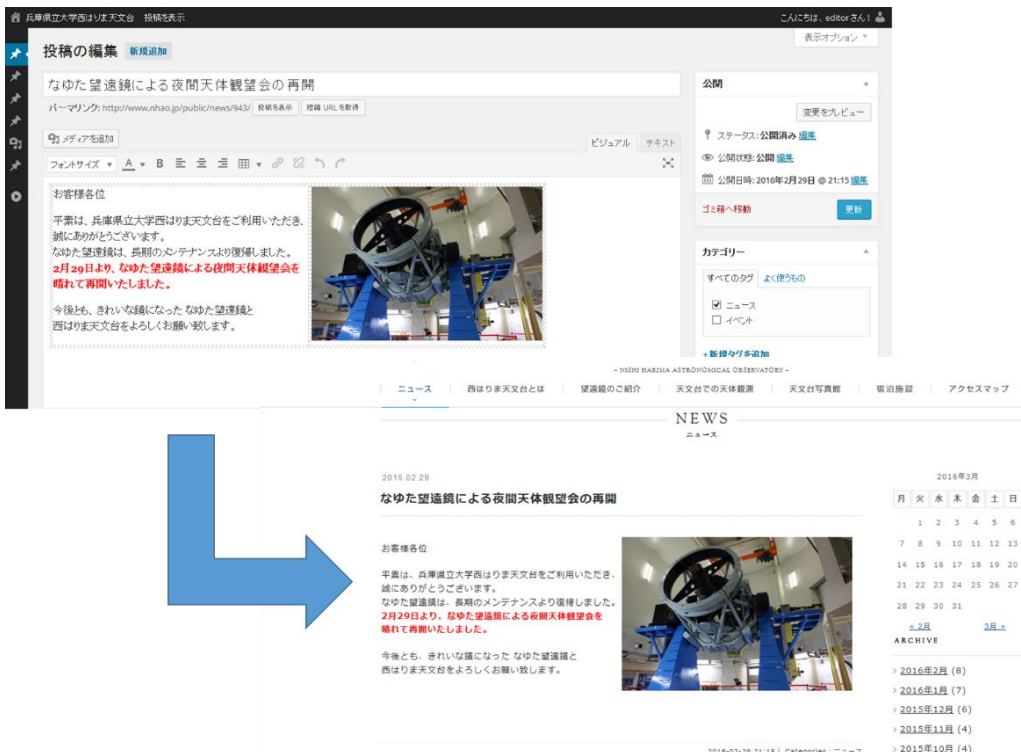 兵庫県立大学西はりま天文台 投稿を表示
こんにちは、editor さん!
表示オプション ▼
投稿の編集 新規追加
なゆた望遠鏡による夜間天体観望会の再開
パーマリンク: http://www.nhao.jp/public/news/943/ 投稿を表示 短縮 URL を取得
メディアを追加
ビジュアル テキスト
フォントサイズ ▼ A ▼ B
お客様各位
平素は、兵庫県立大学西はりま天文台をご利用いただき、
誠にありがとうございます。
なゆた望遠鏡は、長期のメンテナンスより復帰しました。
2月29日より、なゆた望遠鏡による夜間天体観望会を
晴れて再開いたしました。
今後とも、きれいな鏡になった なゆた望遠鏡と
西はりま天文台をよろしくお願い致します。
公開
変更をプレビュー
ステータス: 公開済み 編集
公開状態: 公開 編集
公開日時: 2016年2月29日 @ 21:15 編集
ゴミ箱へ移動 更新
カテゴリー
すべてのタグ よく使うもの
ニュース
イベント
+ 新規タグを追加
- NISHI HARIMA ASTRONOMICAL OBSERVATORY -
ニュース 西はりま天文台とは 望遠鏡のご紹介 天文台での天体観測 天文台写真館 宿泊施設 アクセスマップ
NEWS
ニュース
2016.02.29
なゆた望遠鏡による夜間天体観望会の再開
お客様各位
平素は、兵庫県立大学西はりま天文台をご利用いただき、
誠にありがとうございます。
なゆた望遠鏡は、長期のメンテナンスより復帰しました。
2月29日より、なゆた望遠鏡による夜間天体観望会を
晴れて再開いたしました。
今後とも、きれいな鏡になった なゆた望遠鏡と
西はりま天文台をよろしくお願い致します。
2016-02-29 21:15 | Categories : ニュース
2016年3月
月 火 水 木 金 土 日
1 2 3 4 5 6
7 8 9 10 11 12 13
14 15 16 17 18 19 20
21 22 23 24 25 26 27
28 29 30 31
« 2月 3月 »
ARCHIVE
> 2016年2月 (8)
> 2016年1月 (7)
> 2015年12月 (6)
> 2015年11月 (4)
> 2015年10月 (4)